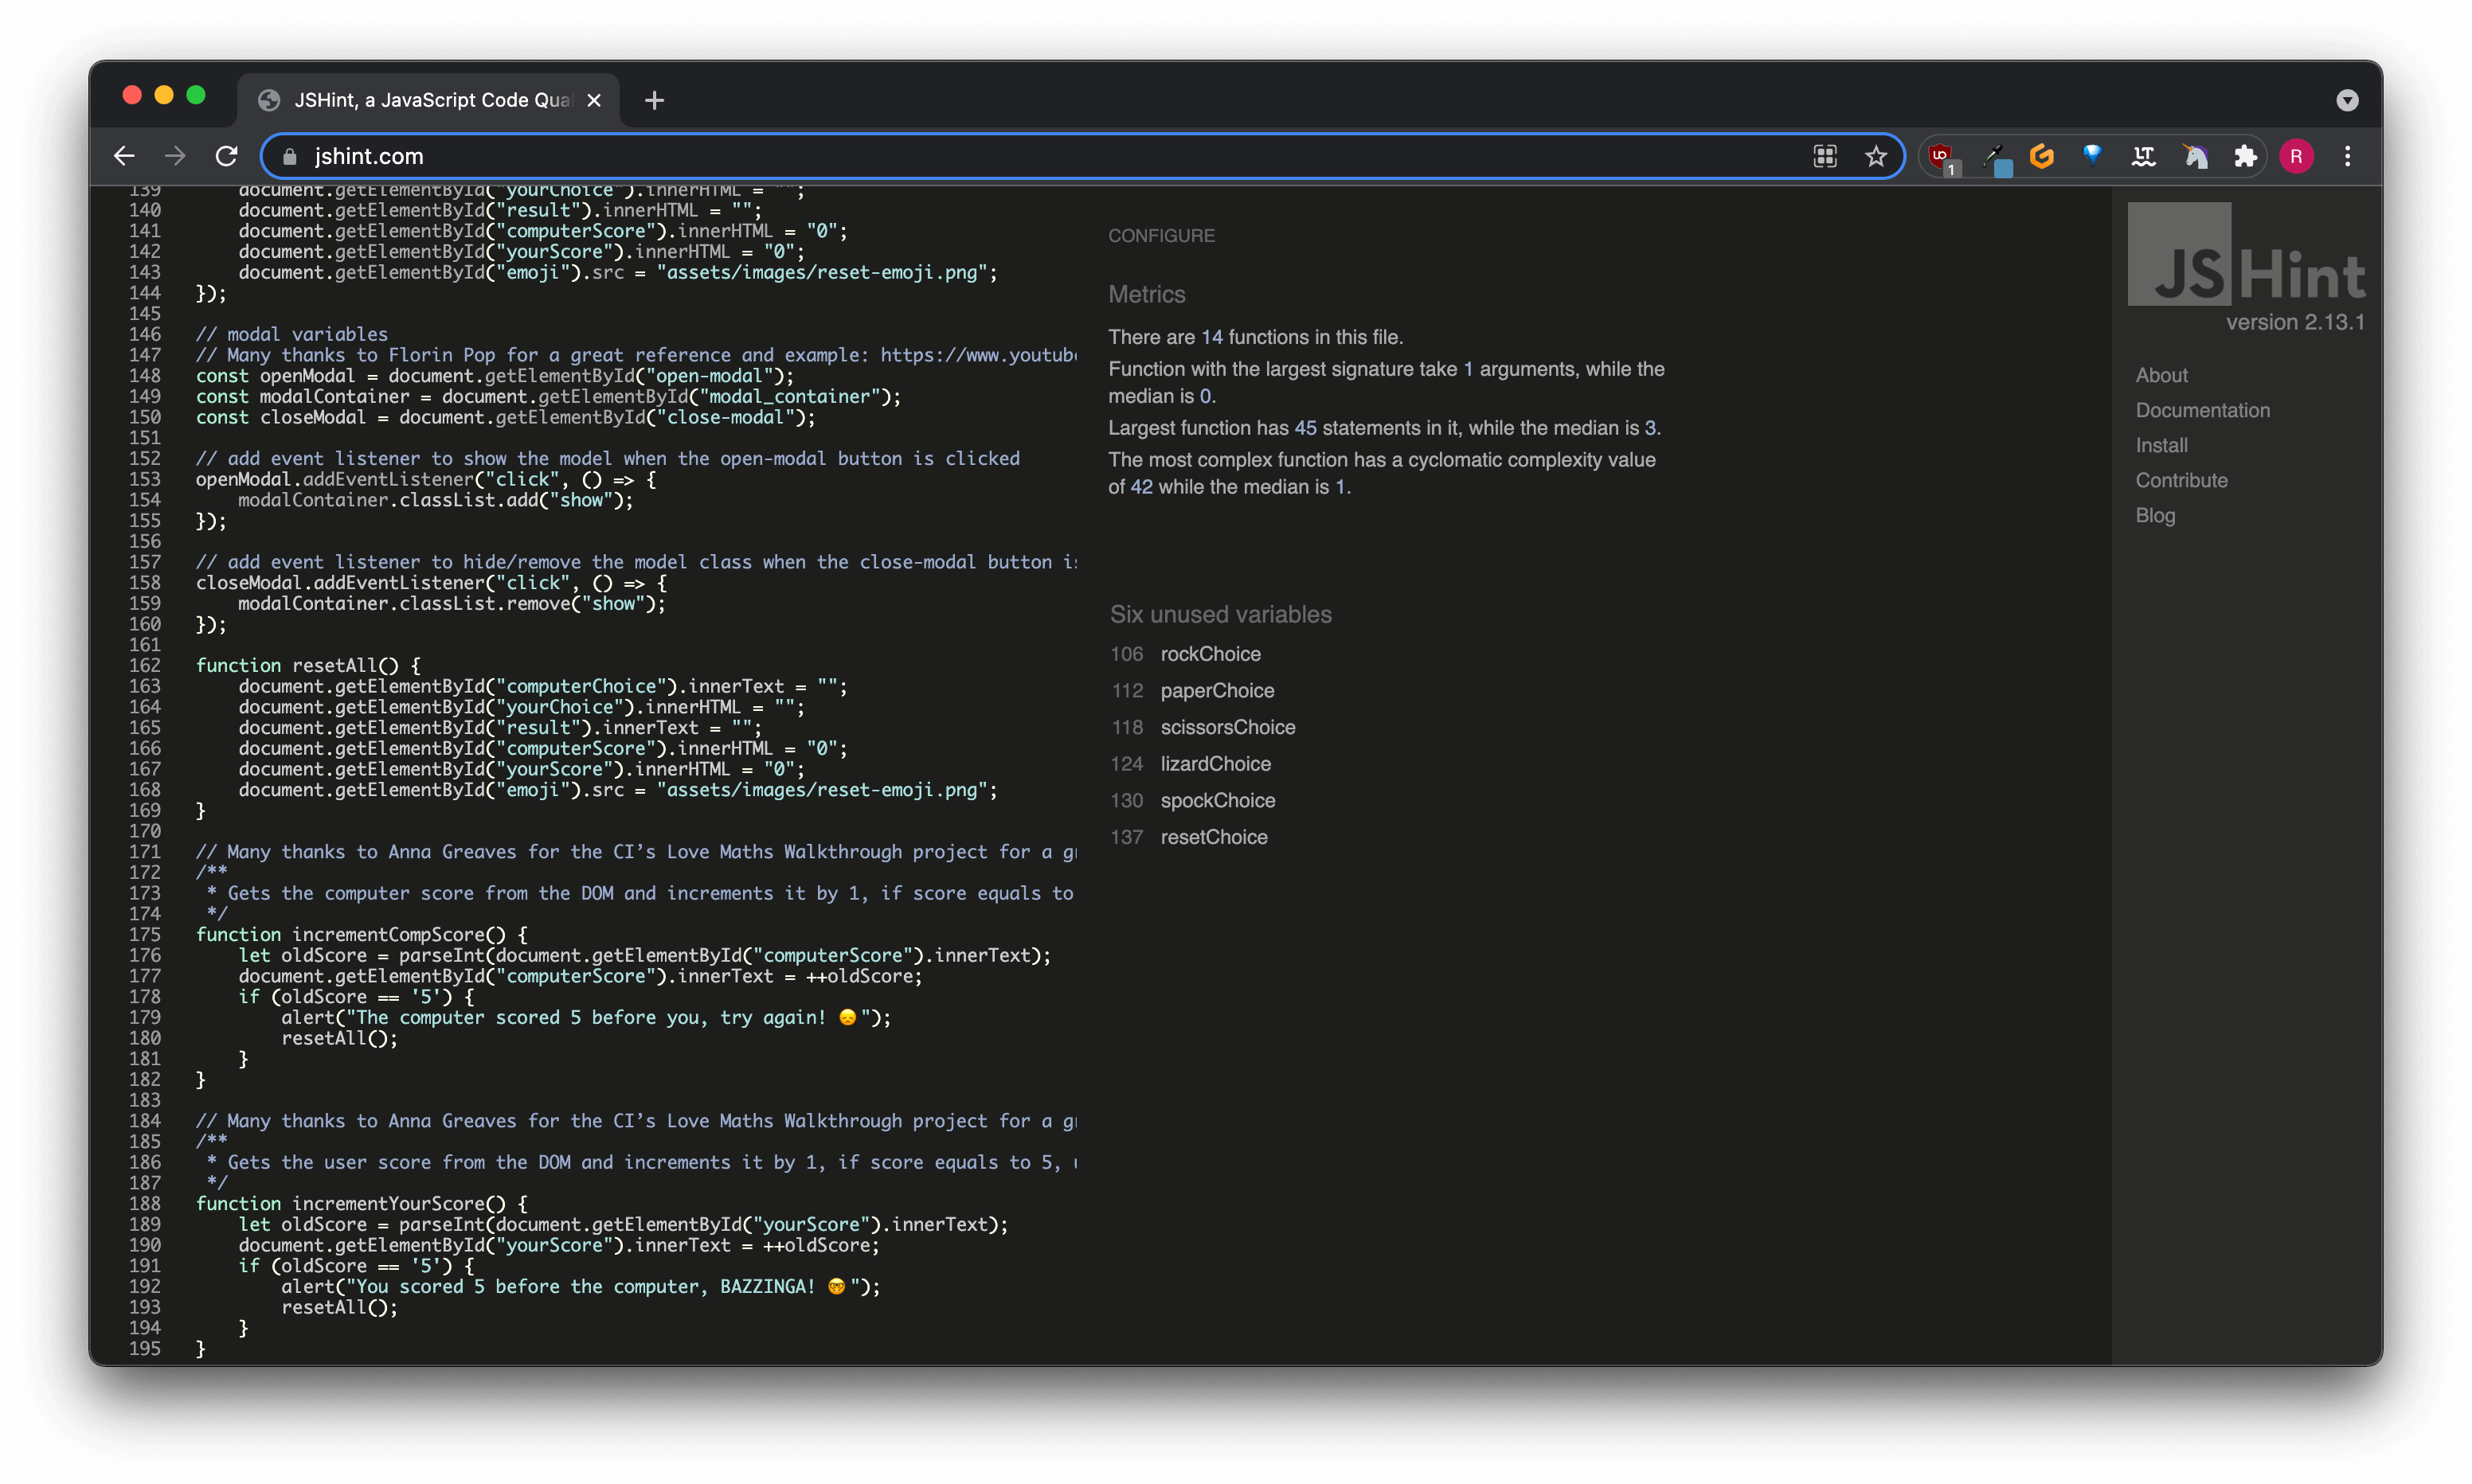 JSHint, a JavaScript Code Qua
jshint.com
1
R
139 document.getElementById("yourChoice").innerHTML = "";
140 document.getElementById("result").innerHTML = "";
141 document.getElementById("computerScore").innerHTML = "0";
142 document.getElementById("yourScore").innerHTML = "0";
143 document.getElementById("emoji").src = "assets/images/reset-emoji.png";
144 });
145
146 // modal variables
147 // Many thanks to Florin Pop for a great reference and example: https://www.youtub
148 const openModal = document.getElementById("open-modal");
149 const modalContainer = document.getElementById("modal_container");
150 const closeModal = document.getElementById("close-modal");
151
152 // add event listener to show the model when the open-modal button is clicked
153 openModal.addEventListener("click", () => {
154 modalContainer.classList.add("show");
155 });
156
157 // add event listener to hide/remove the model class when the close-modal button i
158 closeModal.addEventListener("click", () => {
159 modalContainer.classList.remove("show");
160 });
161
162 function resetAll() {
163 document.getElementById("computerChoice").innerText = "";
164 document.getElementById("yourChoice").innerHTML = "";
165 document.getElementById("result").innerText = "";
166 document.getElementById("computerScore").innerHTML = "0";
167 document.getElementById("yourScore").innerHTML = "0";
168 document.getElementById("emoji").src = "assets/images/reset-emoji.png";
169 }
170
171 // Many thanks to Anna Greaves for the CI’s Love Maths Walkthrough project for a g
172 /**
173 * Gets the computer score from the DOM and increments it by 1, if score equals to
174 */
175 function incrementCompScore() {
176 let oldScore = parseInt(document.getElementById("computerScore").innerText);
177 document.getElementById("computerScore").innerText = ++oldScore;
178 if (oldScore == '5') {
179 alert("The computer scored 5 before you, try again! 😞");
180 resetAll();
181 }
182 }
183
184 // Many thanks to Anna Greaves for the CI’s Love Maths Walkthrough project for a g
185 /**
186 * Gets the user score from the DOM and increments it by 1, if score equals to 5,
187 */
188 function incrementYourScore() {
189 let oldScore = parseInt(document.getElementById("yourScore").innerText);
190 document.getElementById("yourScore").innerText = ++oldScore;
191 if (oldScore == '5') {
192 alert("You scored 5 before the computer, BAZZINGA! 🤓");
193 resetAll();
194 }
195 }
CONFIGURE
Metrics
There are 14 functions in this file.
Function with the largest signature take 1 arguments, while the
median is 0.
Largest function has 45 statements in it, while the median is 3.
The most complex function has a cyclomatic complexity value
of 42 while the median is 1.
Six unused variables
106 rockChoice
112 paperChoice
118 scissorsChoice
124 lizardChoice
130 spockChoice
137 resetChoice
JSHint
version 2.13.1
About
Documentation
Install
Contribute
Blog